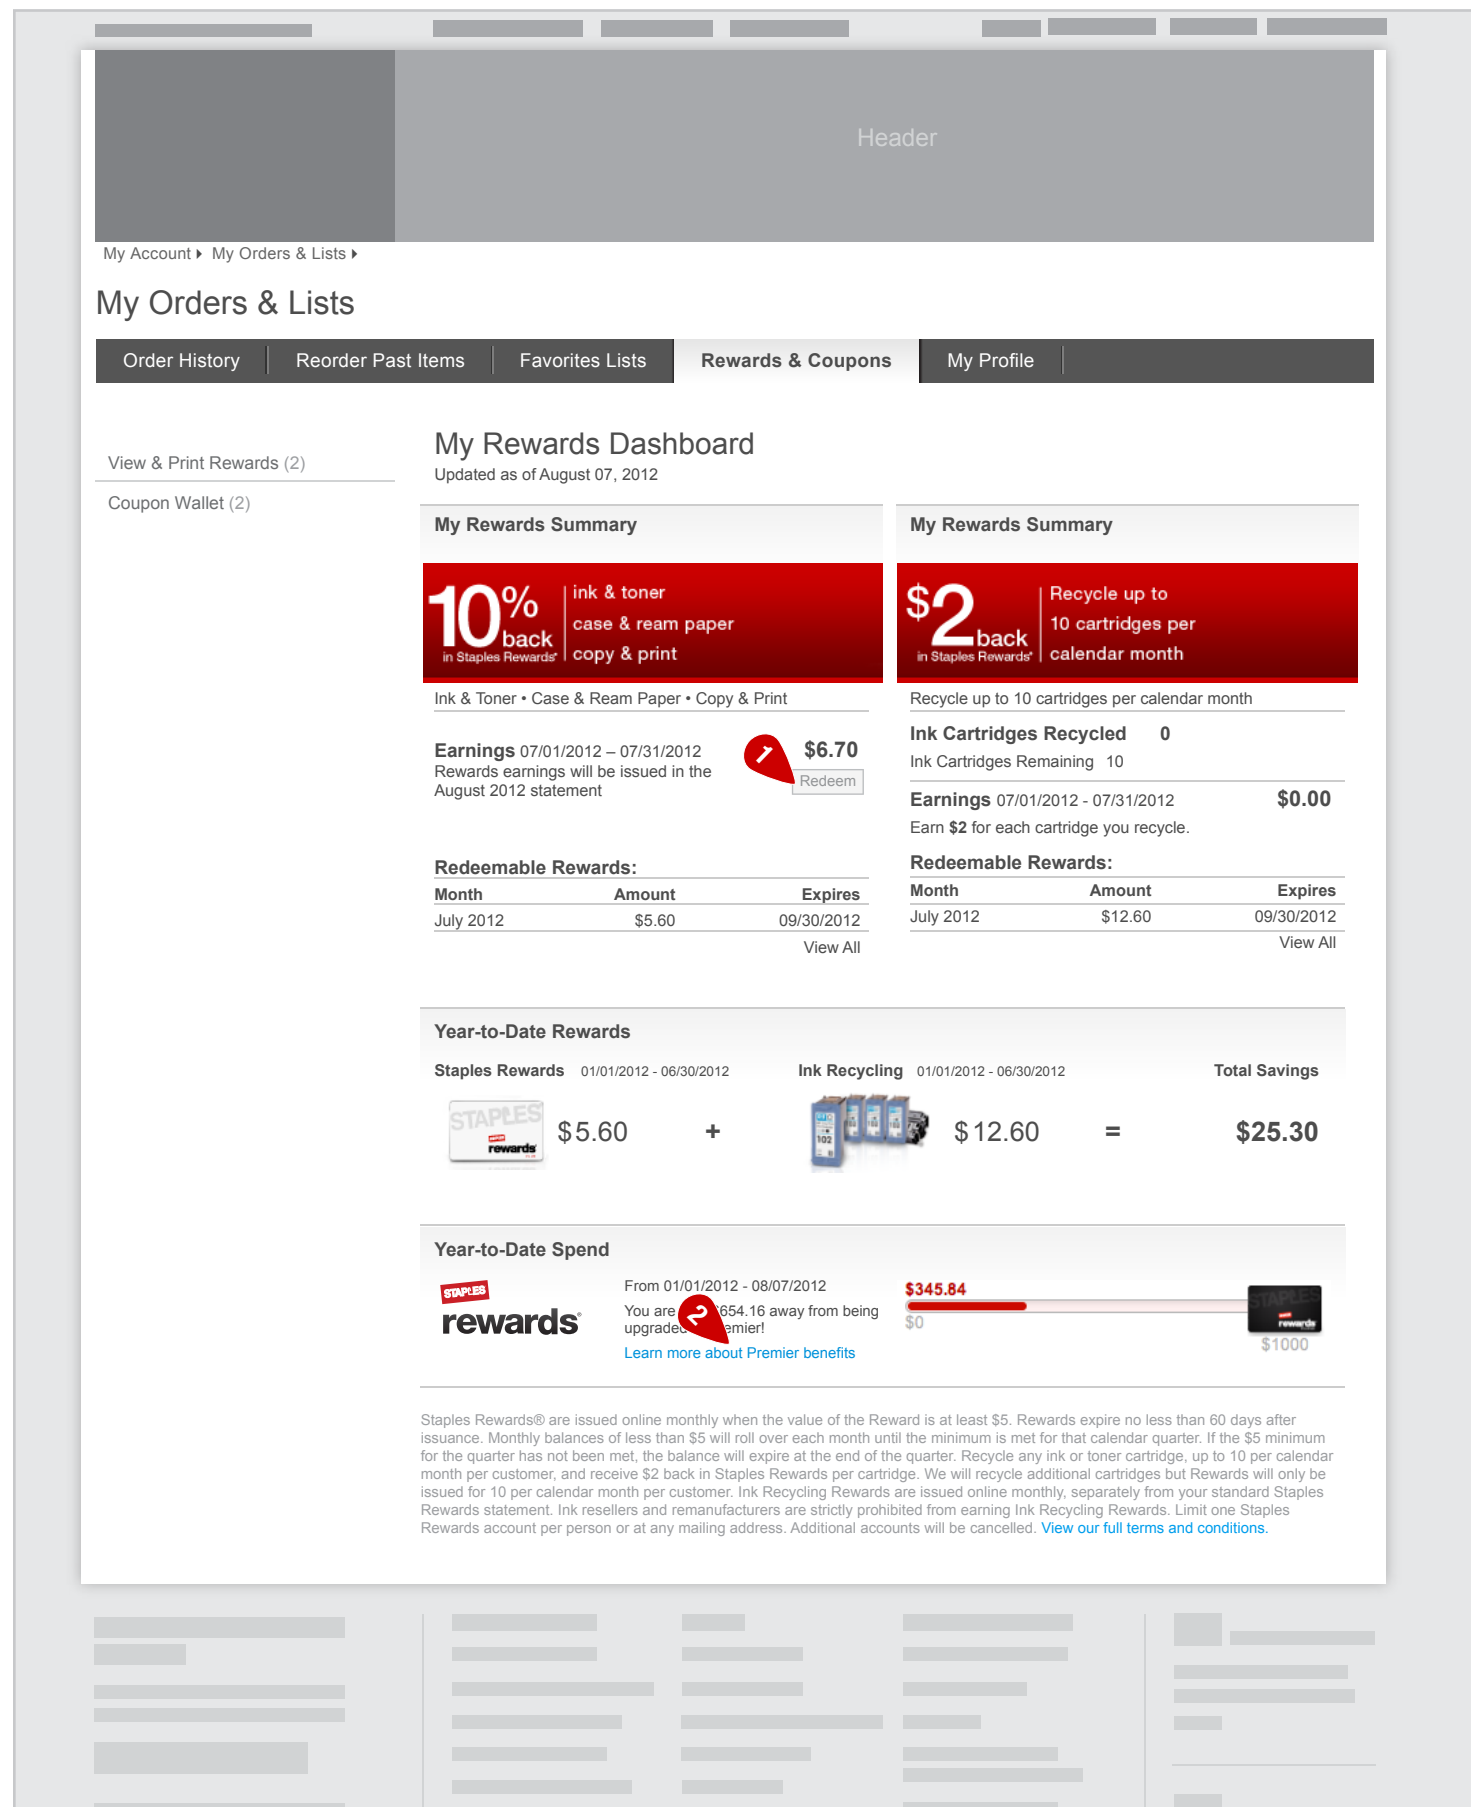 Header
My Account My Orders & Lists
My Orders & Lists
Order History Reorder Past Items Favorites Lists Rewards & Coupons My Profile
View & Print Rewards (2)
Coupon Wallet (2)
My Rewards Dashboard
Updated as of August 07, 2012
My Rewards Summary
10% back
in Staples Rewards*
ink & toner
case & ream paper
copy & print
Ink & Toner • Case & Ream Paper • Copy & Print
Earnings 07/01/2012 – 07/31/2012 $6.70
Rewards earnings will be issued in the
August 2012 statement
1
Redeem
Redeemable Rewards:
Month Amount Expires
July 2012 $5.60 09/30/2012
View All
My Rewards Summary
$2 back
in Staples Rewards*
Recycle up to
10 cartridges per
calendar month
Recycle up to 10 cartridges per calendar month
Ink Cartridges Recycled 0
Ink Cartridges Remaining 10
Earnings 07/01/2012 - 07/31/2012 $0.00
Earn $2 for each cartridge you recycle.
Redeemable Rewards:
Month Amount Expires
July 2012 $12.60 09/30/2012
View All
Year-to-Date Rewards
Staples Rewards 01/01/2012 - 06/30/2012 Ink Recycling 01/01/2012 - 06/30/2012 Total Savings
STAPLES
rewards
102
$5.60 + $12.60 = $25.30
Year-to-Date Spend
STAPLES
rewards
From 01/01/2012 - 08/07/2012
You are 654.16 away from being
upgraded emier!
2
Learn more about Premier benefits
$345.84
$0
STAPLES
rewards
$1000
Staples Rewards® are issued online monthly when the value of the Reward is at least $5. Rewards expire no less than 60 days after
issuance. Monthly balances of less than $5 will roll over each month until the minimum is met for that calendar quarter. If the $5 minimum
for the quarter has not been met, the balance will expire at the end of the quarter. Recycle any ink or toner cartridge, up to 10 per calendar
month per customer, and receive $2 back in Staples Rewards per cartridge. We will recycle additional cartridges but Rewards will only be
issued for 10 per calendar month per customer. Ink Recycling Rewards are issued online monthly, separately from your standard Staples
Rewards statement. Ink resellers and remanufacturers are strictly prohibited from earning Ink Recycling Rewards. Limit one Staples
Rewards account per person or at any mailing address. Additional accounts will be cancelled. View our full terms and conditions.